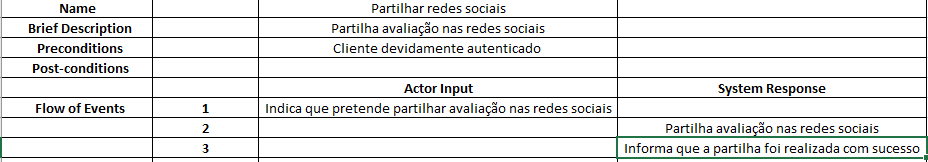 Name Partilhar redes sociais
Brief Description Partilha avaliação nas redes sociais
Preconditions Cliente devidamente autenticado
Post-conditions
Actor Input System Response
Flow of Events 1 Indica que pretende partilhar avaliação nas redes sociais
2 Partilha avaliação nas redes sociais
3 Informa que a partilha foi realizada com sucesso